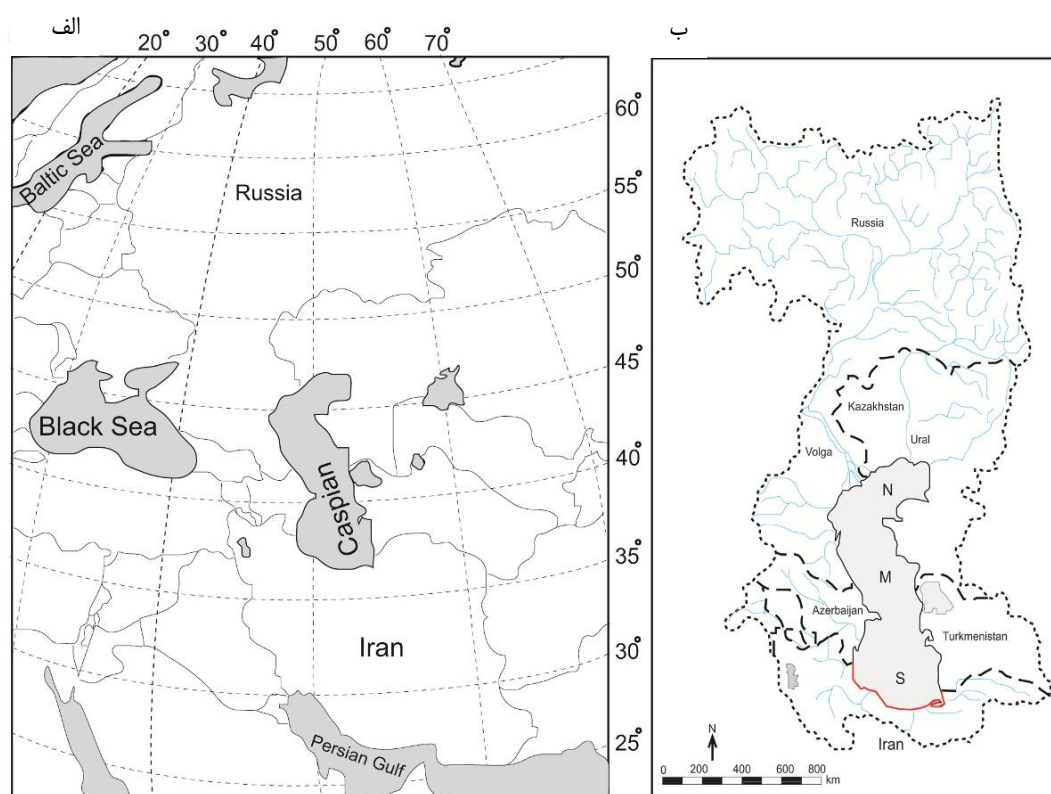 الف
20° 30° 40° 50° 60° 70°
60°
55°
50°
45°
40°
35°
30°
25°
Baltic Sea
Russia
Black Sea
Caspian
Iran
Persian Gulf
ب
Russia
Kazakhstan
Volga
Ural
N
M
Azerbaijan
Turkmenistan
S
Iran
N
0 200 400 600 800
km